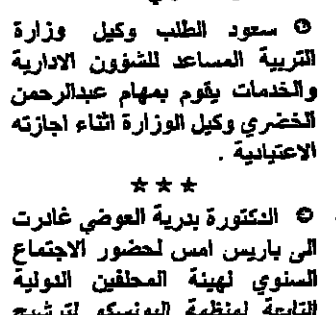 سعود الطلب وكيل وزارة
التربية المساعد للشؤون الادارية
والخدمات يقوم بمهام عبدالرحمن
الخضري وكيل الوزارة اثناء اجازته
الاعتيادية .
★★★
الدكتورة بدرية العوضي غادرت
الى باريس امس لحضور الاجتماع
السنوي لهيئة المحلفين الدولية
التابعة لمنظمة اليونسكو لترشيح